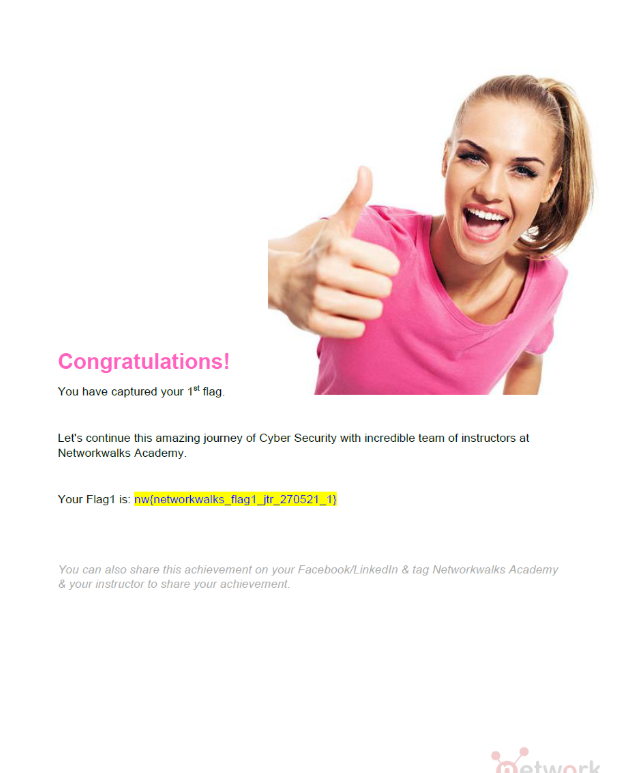 Congratulations!
You have captured your 1st flag.
Let's continue this amazing journey of Cyber Security with incredible team of instructors at
Networkwalks Academy.
Your Flag1 is: nw{networkwalks_flag1_jtr_270521_1}
You can also share this achievement on your Facebook/LinkedIn & tag Networkwalks Academy
& your instructor to share your achievement.
network